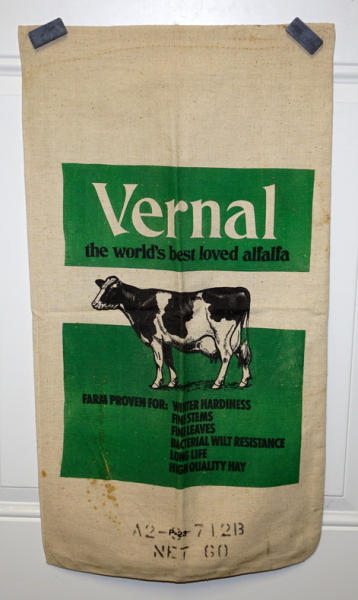 Vernal
the world's best loved alfalfa
FARM PROVEN FOR: WINTER HARDINESS
FINE STEMS
FINE LEAVES
BACTERIAL WILT RESISTANCE
LONG LIFE
HIGH QUALITY HAY
A2- 712B
NET 60